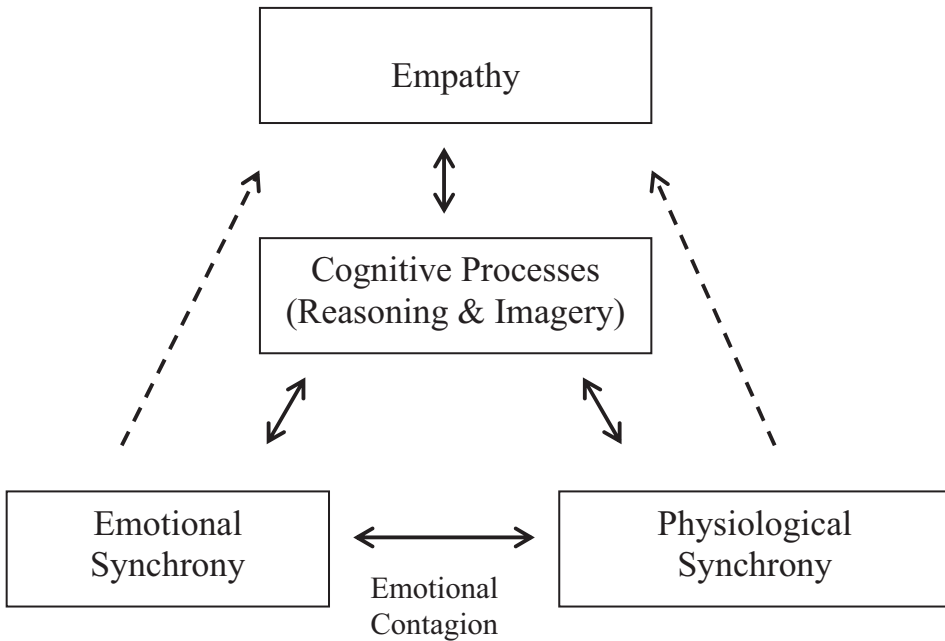 Empathy
Cognitive Processes
(Reasoning & Imagery)
Emotional
Synchrony
Physiological
Synchrony
Emotional
Contagion